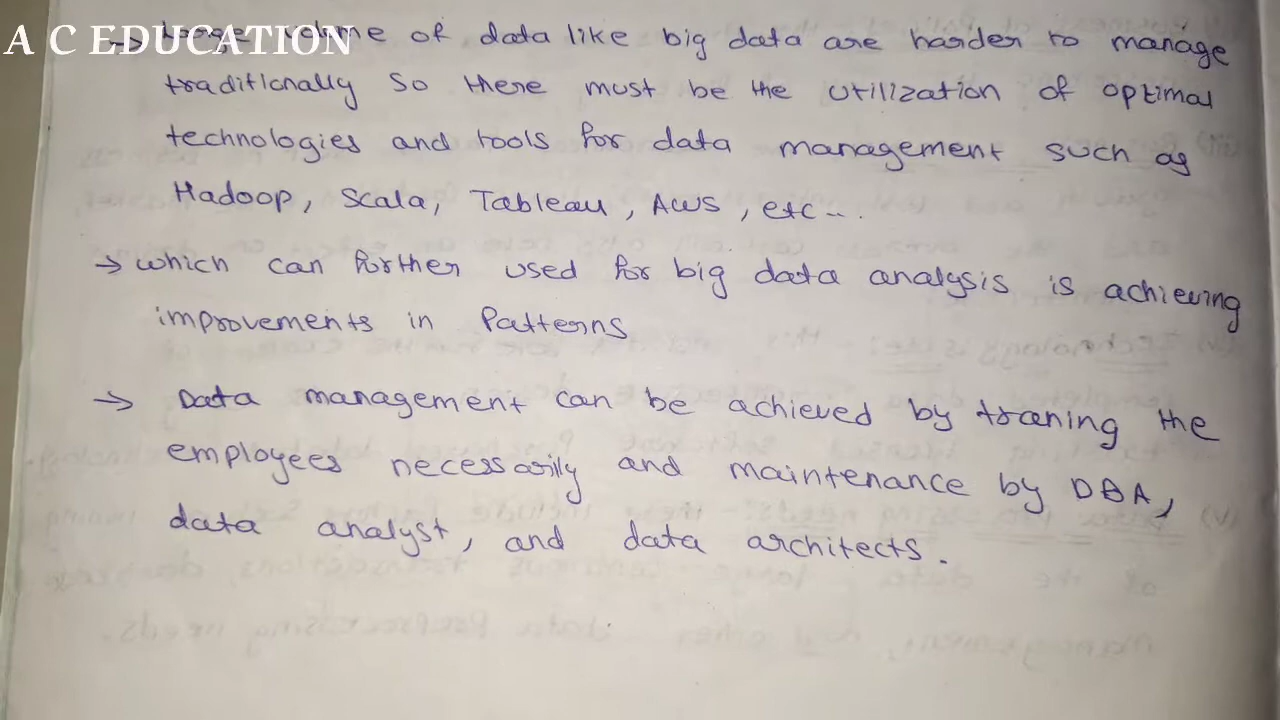 A C EDUCATION
→ Large volume of data like big data are harder to manage
traditionally so there must be the utilization of optimal
technologies and tools for data management such as
Hadoop, Scala, Tableau, AWS, etc...
→ which can further used for big data analysis is achieving
improvements in Patterns
→ Data management can be achieved by traning the
employees necessarily and maintenance by DBA,
data analyst, and data architects.